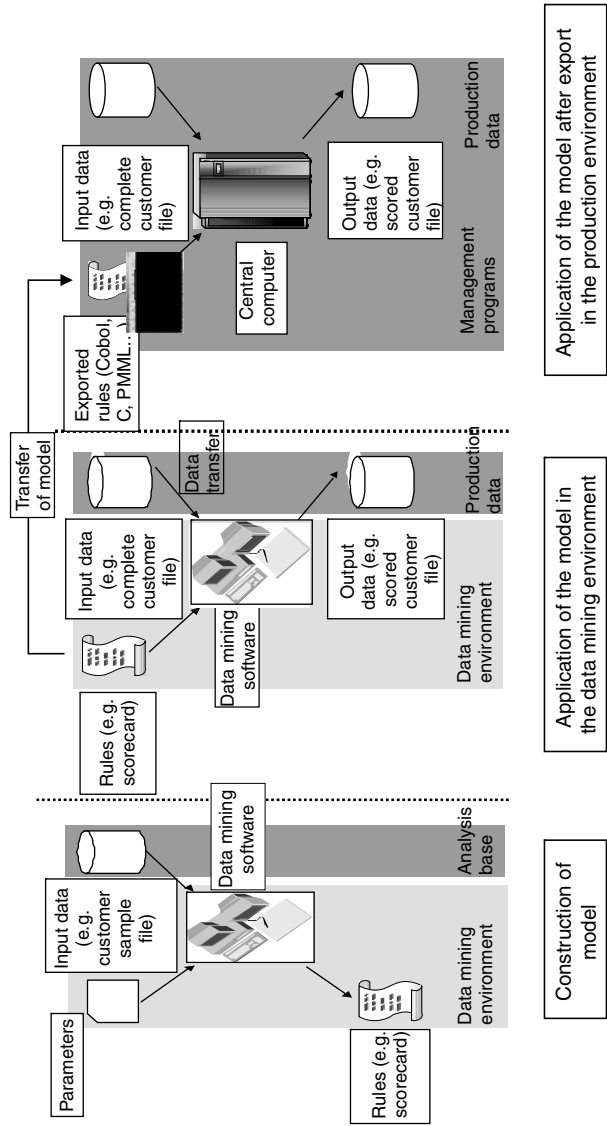 Parameters
Input data
(e.g.
customer
sample
file)
Data mining
software
Rules (e.g.
scorecard)
Data mining
environment
Analysis
base
Construction of
model
Rules (e.g.
scorecard)
Input data
(e.g.
complete
customer
file)
Data
transfer
Data mining
software
Output
data (e.g.
scored
customer
file)
Data mining
environment
Production
data
Application of the model in
the data mining environment
Transfer
of model
Exported
rules (Cobol,
C, PMML…)
Input data
(e.g.
complete
customer
file)
Central
computer
Output
data (e.g.
scored
customer
file)
Management
programs
Production
data
Application of the model after export
in the production environment